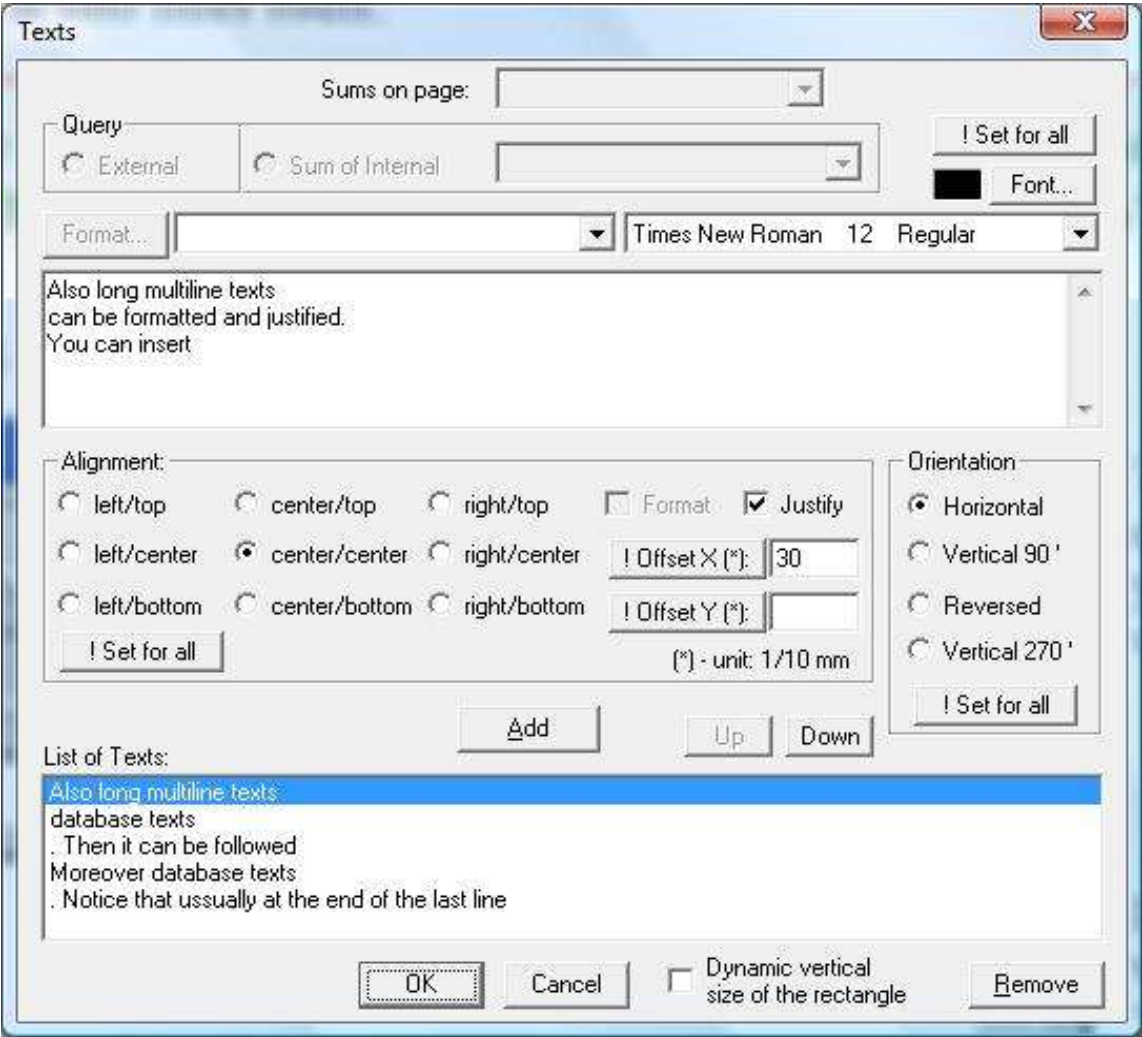 Texts
Sums on page:
Query
! Set for all
External
Sum of Internal
Font...
Format...
Times New Roman 12 Regular
Also long multiline texts
can be formatted and justified.
You can insert
Alignment:
Orientation
left/top center/top right/top Format Justify
Horizontal
left/center center/center right/center ! Offset X (*): 30
Vertical 90 '
left/bottom center/bottom right/bottom ! Offset Y (*):
Reversed
! Set for all
(*) - unit: 1/10 mm
Vertical 270 '
! Set for all
Add
Up
Down
List of Texts:
Also long multiline texts
database texts
. Then it can be followed
Moreover database texts
. Notice that ussually at the end of the last line
OK
Cancel
Dynamic vertical
size of the rectangle
Remove